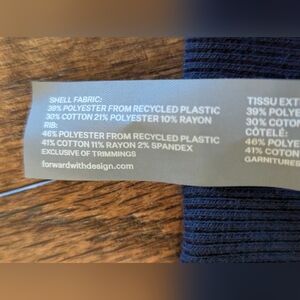 SHELL FABRIC:
39% POLYESTER FROM RECYCLED PLASTIC
30% COTTON 21% POLYESTER 10% RAYON
RIB:
46% POLYESTER FROM RECYCLED PLASTIC
41% COTTON 11% RAYON 2% SPANDEX
EXCLUSIVE OF TRIMMINGS
forwardwithdesign.com
TISSU EXT
39% POLYE
30% COTON
CÔTELÉ:
46% POLYE
41% COTON
GARNITURES